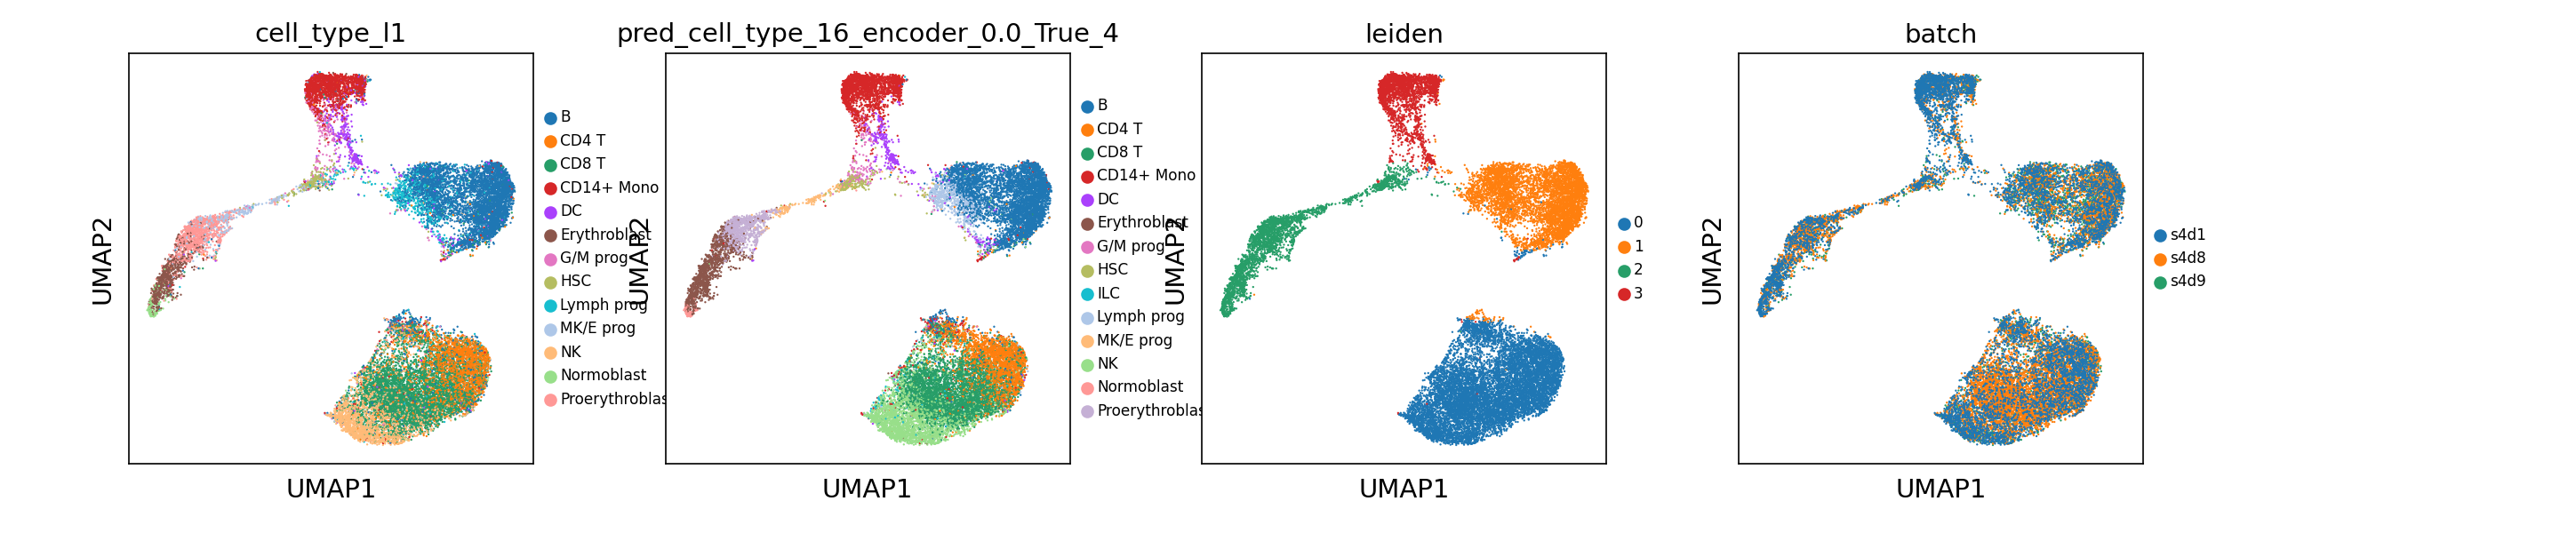 cell_type_l1
B
CD4 T
CD8 T
CD14+ Mono
DC
Erythroblast
G/M prog
HSC
Lymph prog
MK/E prog
NK
Normoblast
Proerythroblas
UMAP2
UMAP1
pred_cell_type_16_encoder_0.0_True_4
B
CD4 T
CD8 T
CD14+ Mono
DC
Erythroblast
G/M prog
HSC
ILC
Lymph prog
MK/E prog
NK
Normoblast
Proerythroblas
UMAP2
UMAP1
leiden
0
1
2
3
UMAP2
UMAP1
batch
s4d1
s4d8
s4d9
UMAP2
UMAP1